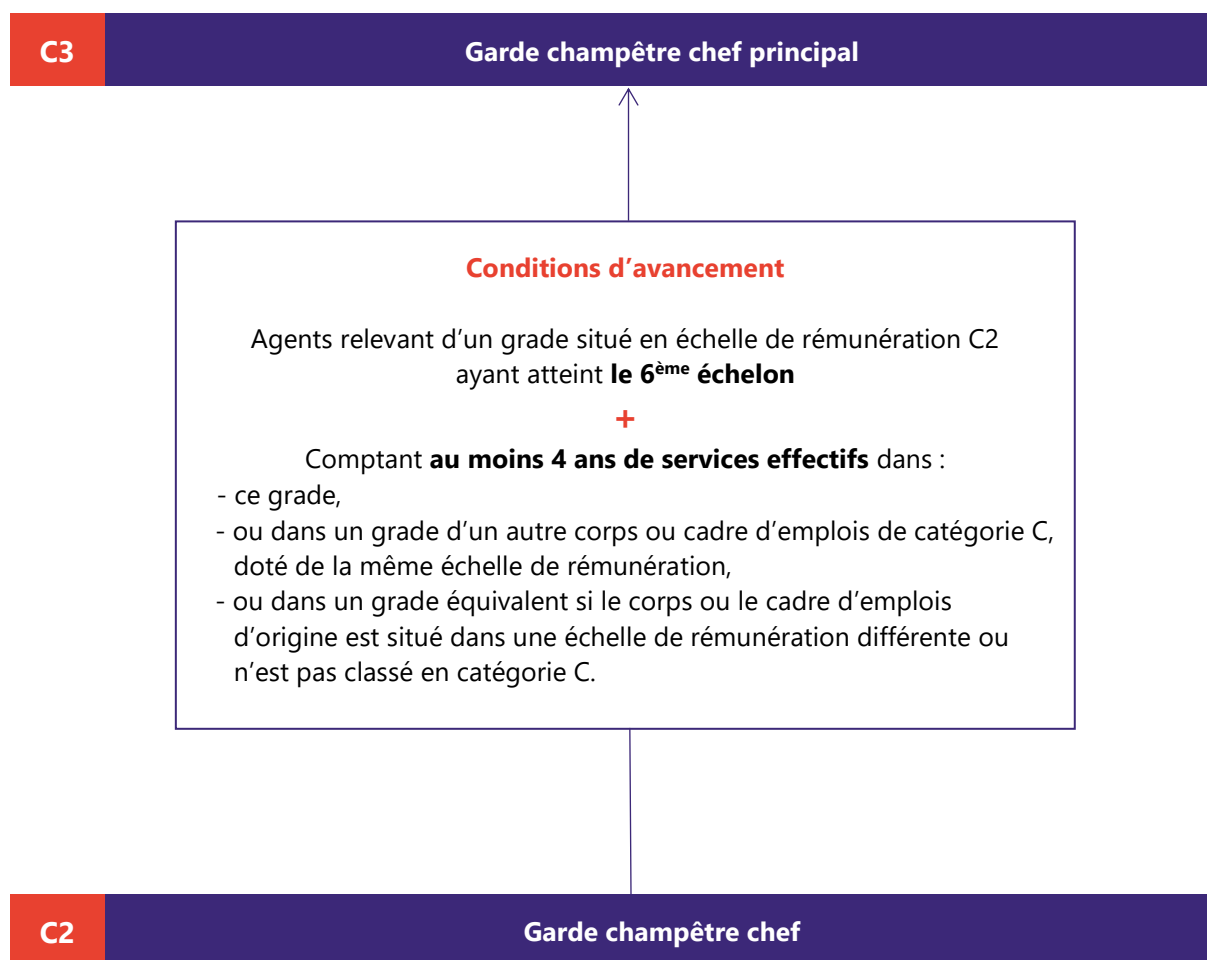 C3 Garde champêtre chef principal
Conditions d’avancement
Agents relevant d’un grade situé en échelle de rémunération C2
ayant atteint le 6ème échelon
+
Comptant au moins 4 ans de services effectifs dans :
- ce grade,
- ou dans un grade d’un autre corps ou cadre d’emplois de catégorie C,
doté de la même échelle de rémunération,
- ou dans un grade équivalent si le corps ou le cadre d’emplois
d’origine est situé dans une échelle de rémunération différente ou
n’est pas classé en catégorie C.
C2 Garde champêtre chef